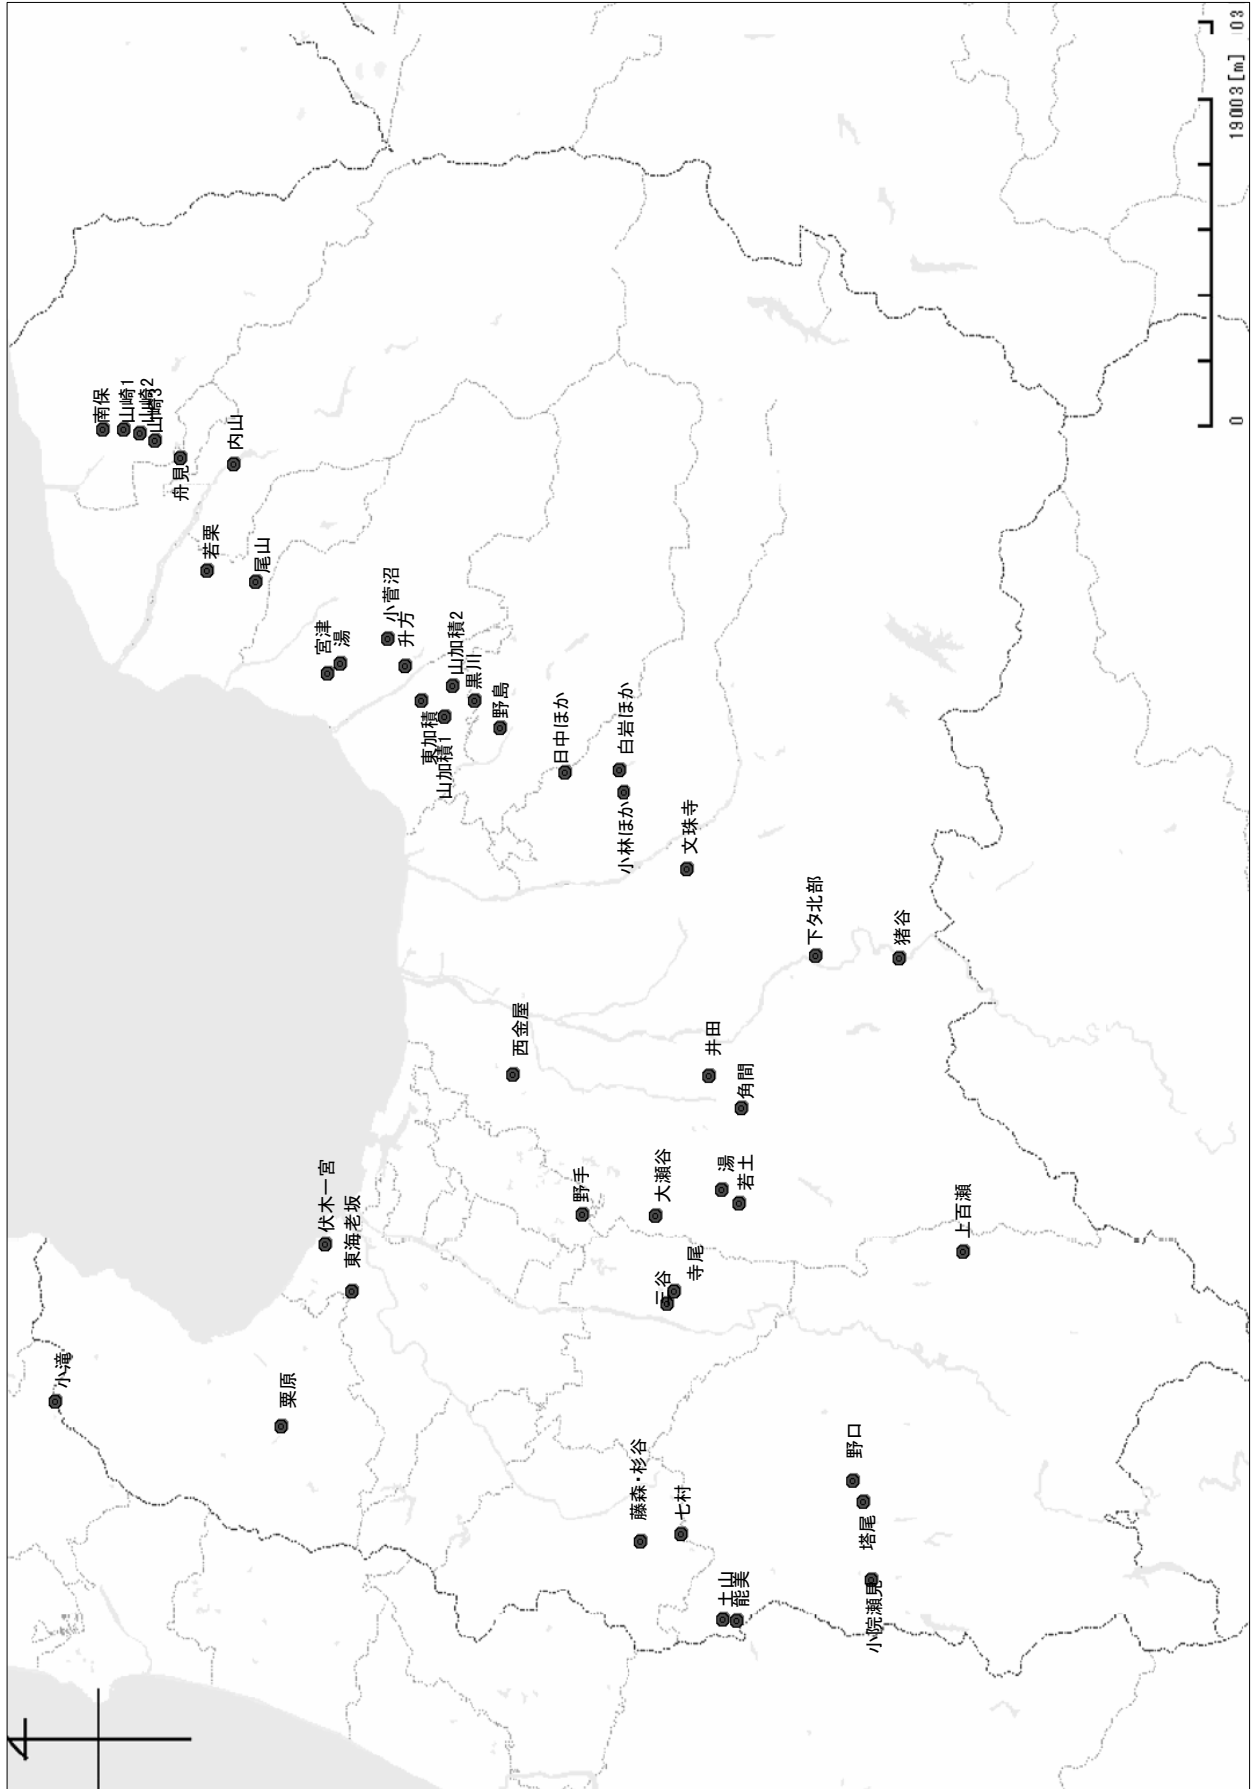 南保
山崎1
山崎2
山崎3
舟見
内山
若栗
尾山
宮津
湯
小菅沼
升方
東加積
山加積1
山加積2
黒川
野島
日中ほか
白岩ほか
小林ほか
文珠寺
下タ北部
猪谷
西金屋
井田
角間
伏木一宮
東海老坂
野手
大瀬谷
湯
若土
三谷
寺尾
上百瀬
小滝
粟原
藤森・杉谷
七村
土山
能美
野口
塔尾
小院瀬見
0